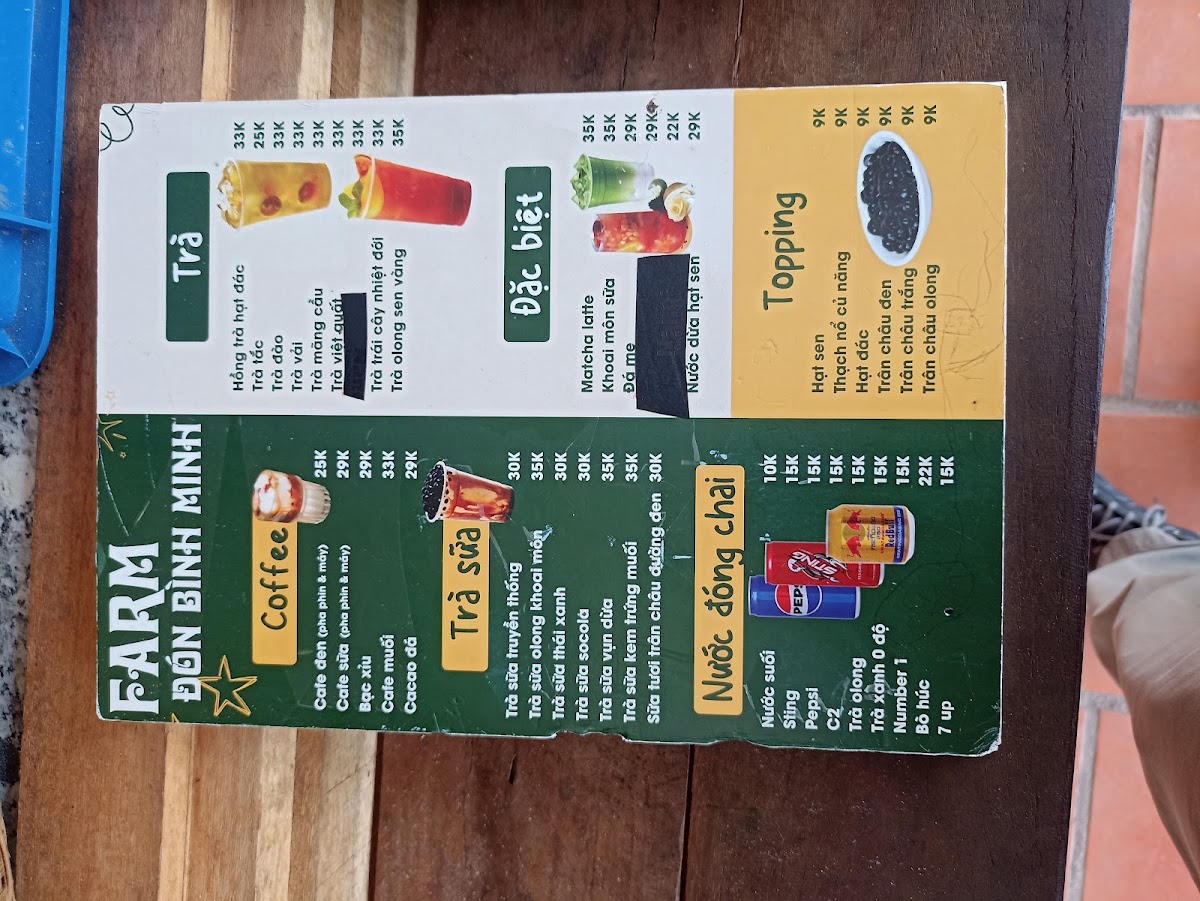 FARM
ĐÓN BÌNH MINH
Coffee
Cafe đen (pha phin & máy) 25K
Cafe sữa (pha phin & máy) 29K
Bạc xỉu 29K
Cafe muối 33K
Cacao đá 29K
Trà sữa
Trà sữa truyền thống 30K
Trà sữa olong khoai môn 35K
Trà sữa thái xanh 30K
Trà sữa socola 30K
Trà sữa vụn dừa 35K
Trà sữa kem trứng muối 35K
Sữa tươi trân châu đường đen 30K
Nước đóng chai
Nước suối 10K
Sting 15K
Pepsi 15K
C2 15K
Trà olong 15K
Trà xanh 0 độ 15K
Number 1 15K
Bò húc 22K
7 up 15K
PEPSI
STING
RedBull
Trà
Hồng trà hạt đác 33K
Trà tắc 25K
Trà đào 33K
Trà vải 33K
Trà mãng cầu 33K
Trà việt quất 33K
33K
Trà trái cây nhiệt đới 33K
Trà olong sen vàng 35K
Đặc biệt
Matcha latte 35K
Khoai môn sữa 35K
Đá me 29K
29K
22K
Nước dừa hạt sen 29K
Topping
Hạt sen 9K
Thạch nổ củ năng 9K
Hạt đác 9K
Trân châu đen 9K
Trân châu trắng 9K
Trân châu olong 9K